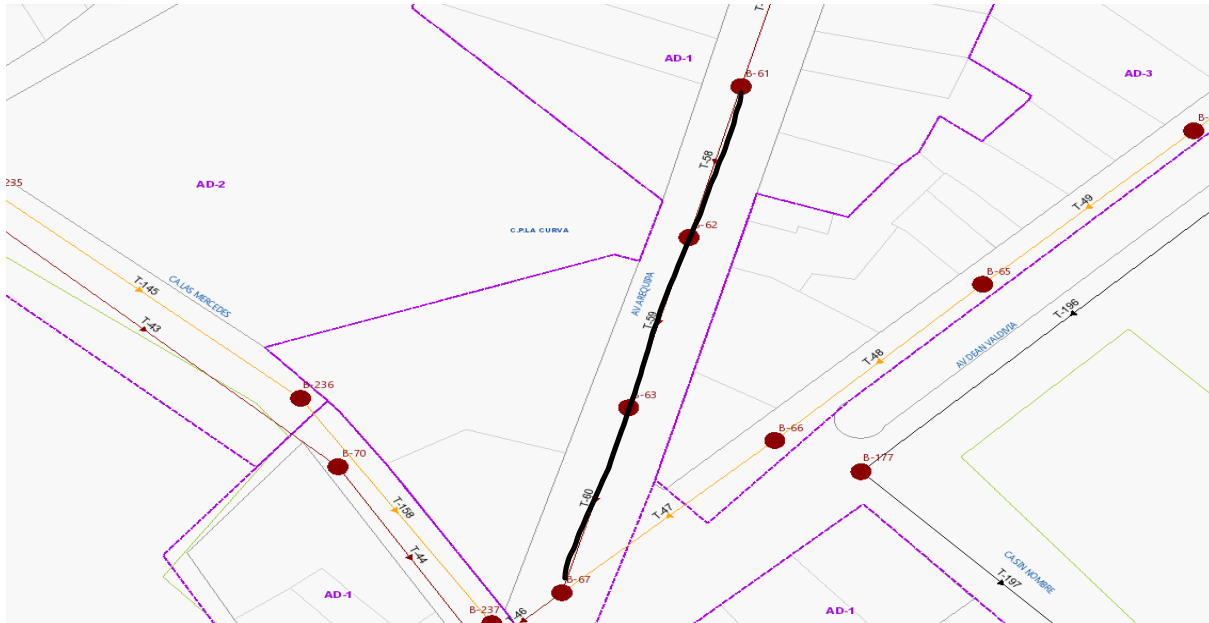 T-
AD-1
B-61
AD-3
B-
T-58
235
AD-2
T-49
C.P.LA CURVA
B-62
B-65
T-145
CA.LAS MERCEDES
AV.AREQUIPA
T-196
T-43
T-59
AV.DEAN VALDIVIA
T-48
B-236
B-63
B-66
B-70
B-177
T-158
T-60
T-47
T-44
B-67
CA.SIN NOMBRE
T-197
AD-1
B-237
T-46
AD-1